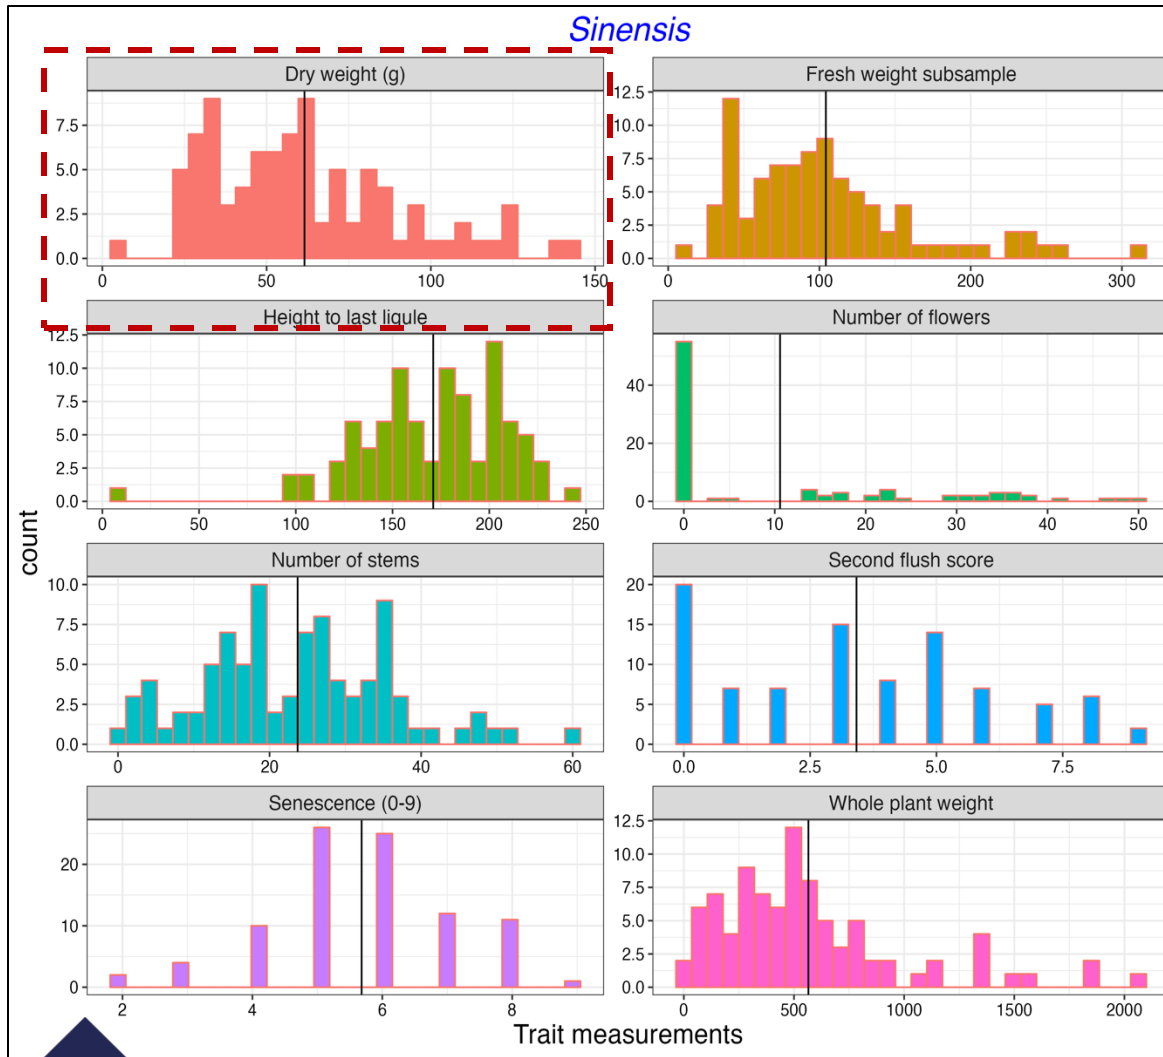 Sinensis
Dry weight (g)
Fresh weight subsample
7.5
5.0
2.5
0.0
0 50 100 150
12.5
10.0
7.5
5.0
2.5
0.0
0 100 200 300
Height to last ligule
Number of flowers
12.5
10.0
7.5
5.0
2.5
0.0
0 50 100 150 200 250
40
20
0
0 10 20 30 40 50
count
Number of stems
Second flush score
10.0
7.5
5.0
2.5
0.0
0 20 40 60
20
15
10
5
0
0.0 2.5 5.0 7.5
Senescence (0-9)
Whole plant weight
20
10
0
2 4 6 8
12.5
10.0
7.5
5.0
2.5
0.0
0 500 1000 1500 2000
Trait measurements